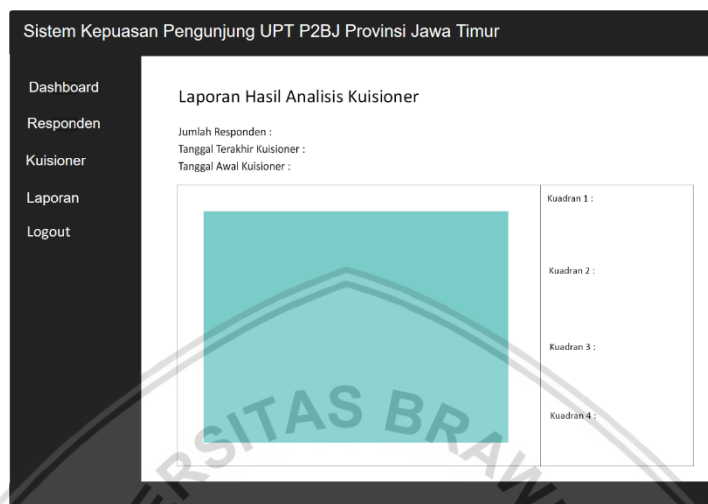 Sistem Kepuasan Pengunjung UPT P2BJ Provinsi Jawa Timur
Dashboard
Responden
Kuisioner
Laporan
Logout
Laporan Hasil Analisis Kuisioner
Jumlah Responden :
Tanggal Terakhir Kuisioner :
Tanggal Awal Kuisioner :
Kuadran 1 :
Kuadran 2 :
Kuadran 3 :
Kuadran 4 :
ERSITAS BRAW